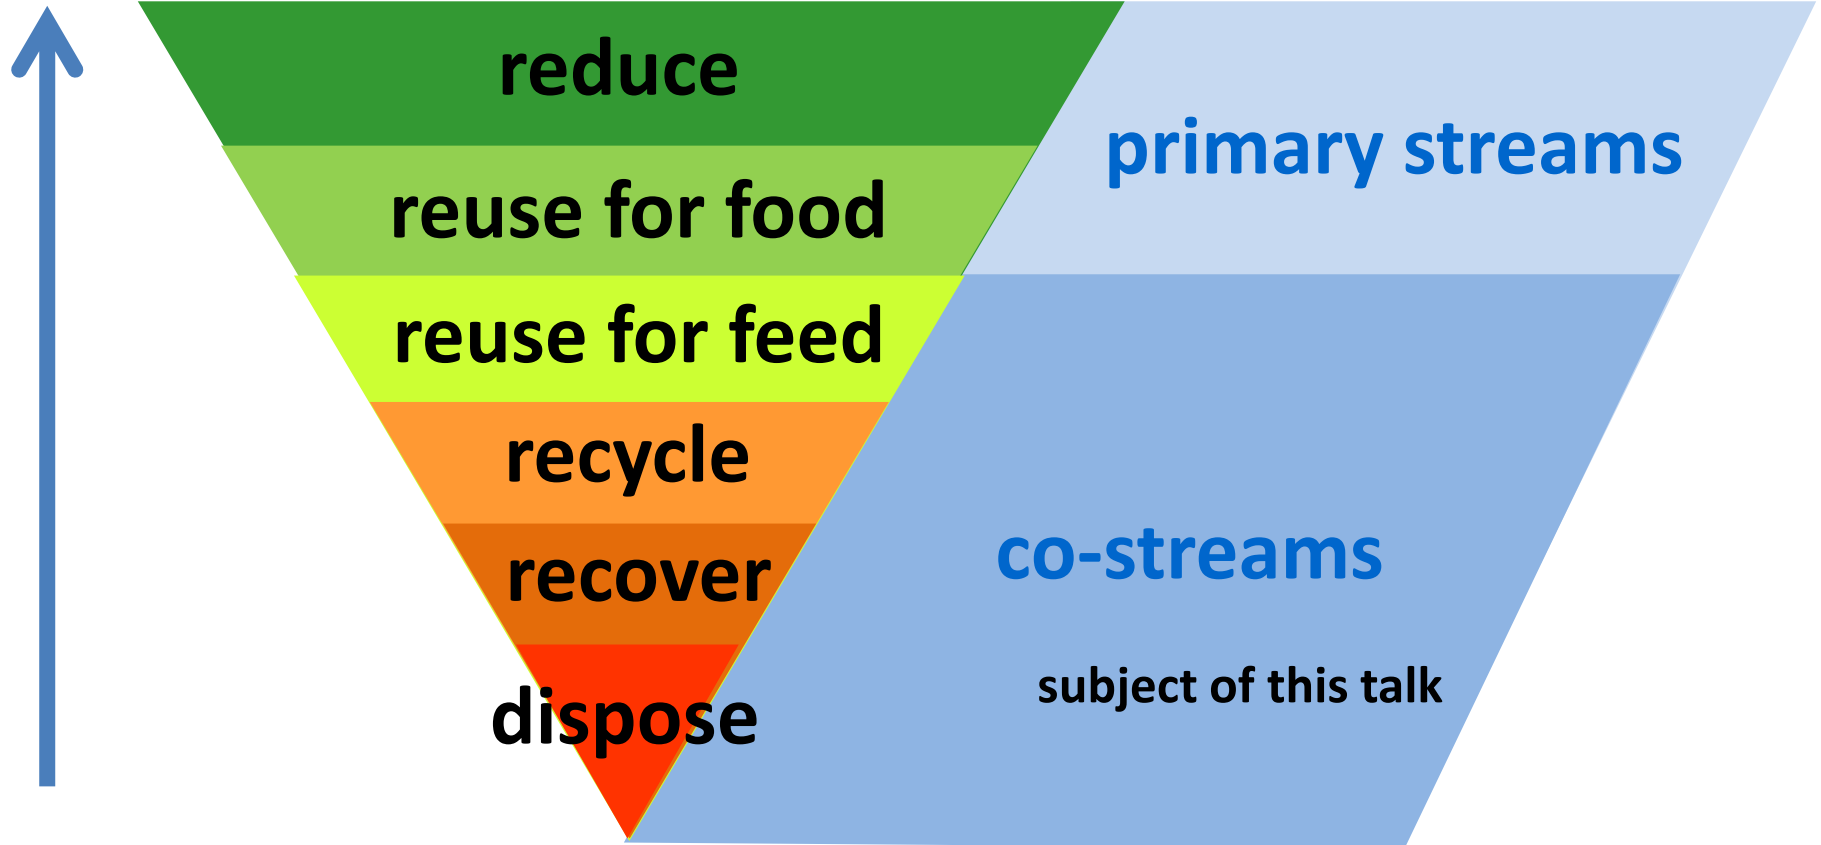 reduce
primary streams
reuse for food
reuse for feed
recycle
recover
co-streams
subject of this talk
dispose